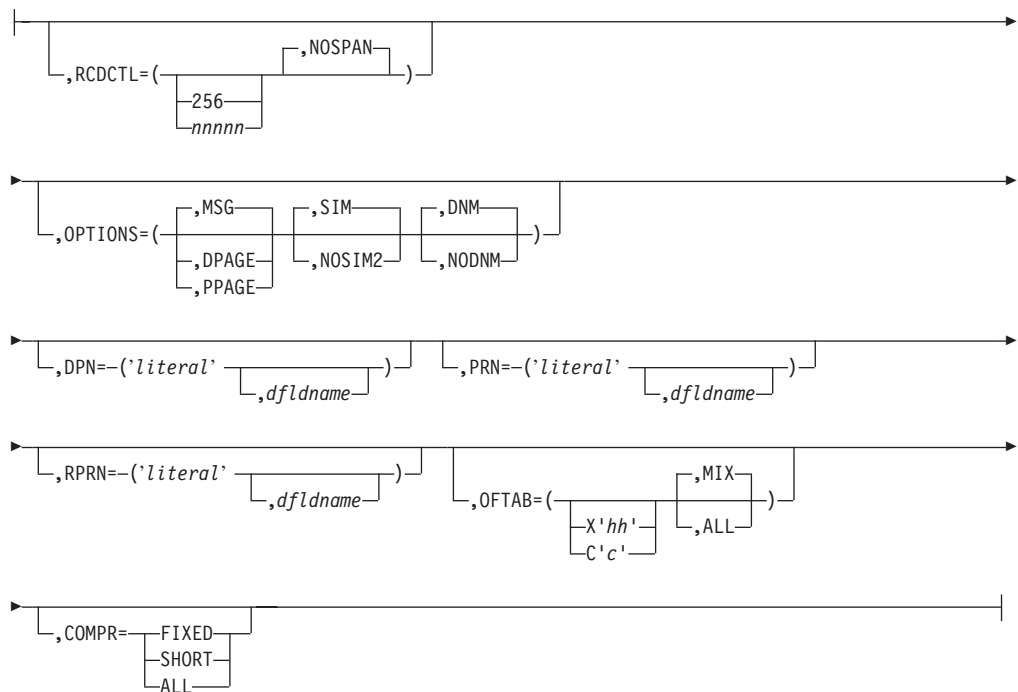 ,NOSPAN
,RCDCTL=( )
256
nnnnn
,MSG ,SIM ,DNM
,OPTIONS=( )
,DPAGE ,NOSIM2 ,NODNM
,PPAGE
,DPN=('literal' ) ,PRN=('literal' )
,dfldname ,dfldname
,RPRN=('literal' ) ,MIX
,dfldname ,OFTAB=( )
X'hh' ,ALL
C'c'
,COMPR= FIXED
SHORT
ALL